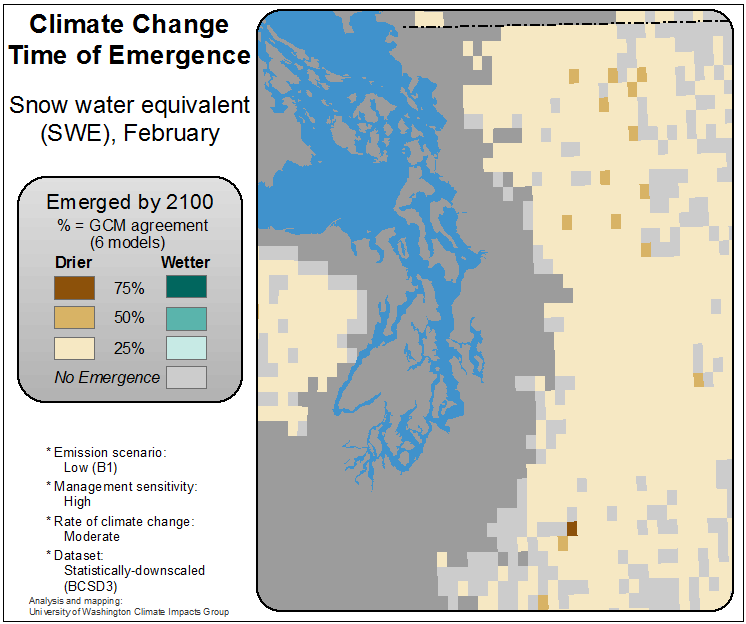 Climate Change
Time of Emergence
Snow water equivalent
(SWE), February
Emerged by 2100
% = GCM agreement
(6 models)
Drier Wetter
75%
50%
25%
No Emergence
* Emission scenario:
Low (B1)
* Management sensitivity:
High
* Rate of climate change:
Moderate
* Dataset:
Statistically-downscaled
(BCSD3)
Analysis and mapping:
University of Washington Climate Impacts Group